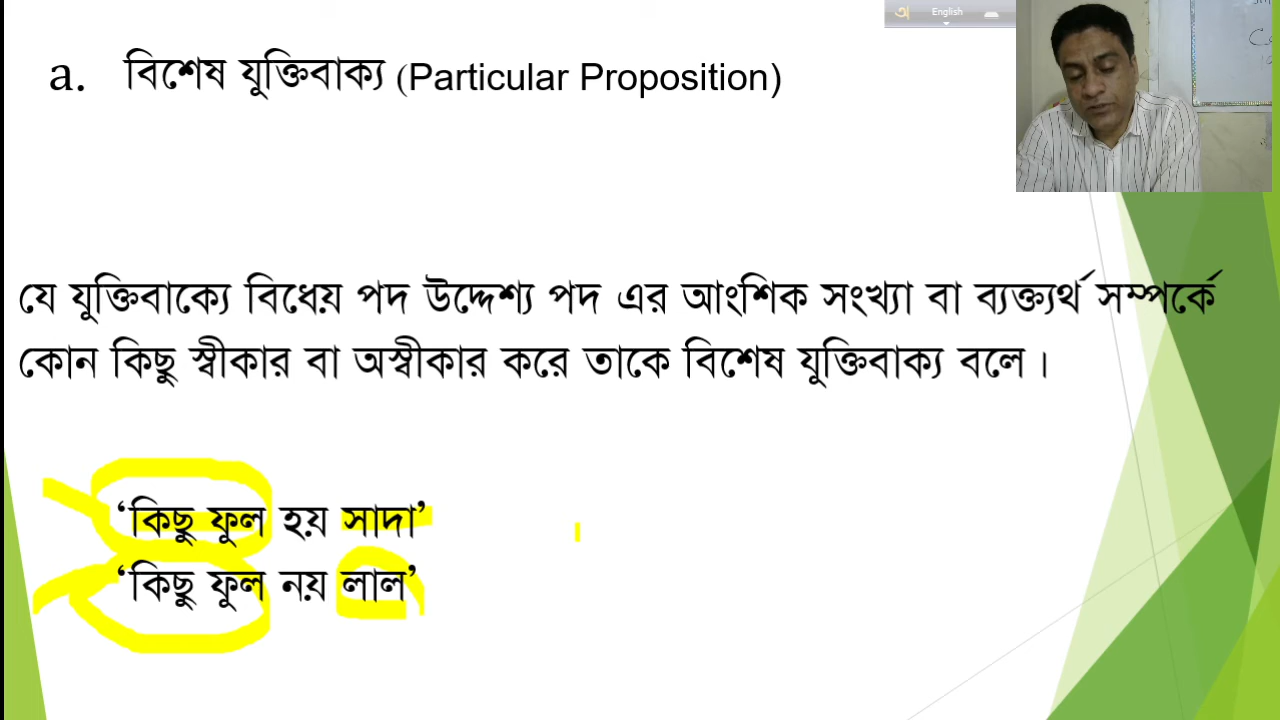 অ English
a. বিশেষ যুক্তিবাক্য (Particular Proposition)
যে যুক্তিবাক্যে বিধেয় পদ উদ্দেশ্য পদ এর আংশিক সংখ্যা বা ব্যক্ত্যর্থ সম্পর্কে
কোন কিছু স্বীকার বা অস্বীকার করে তাকে বিশেষ যুক্তিবাক্য বলে।
‘কিছু ফুল হয় সাদা’
‘কিছু ফুল নয় লাল’